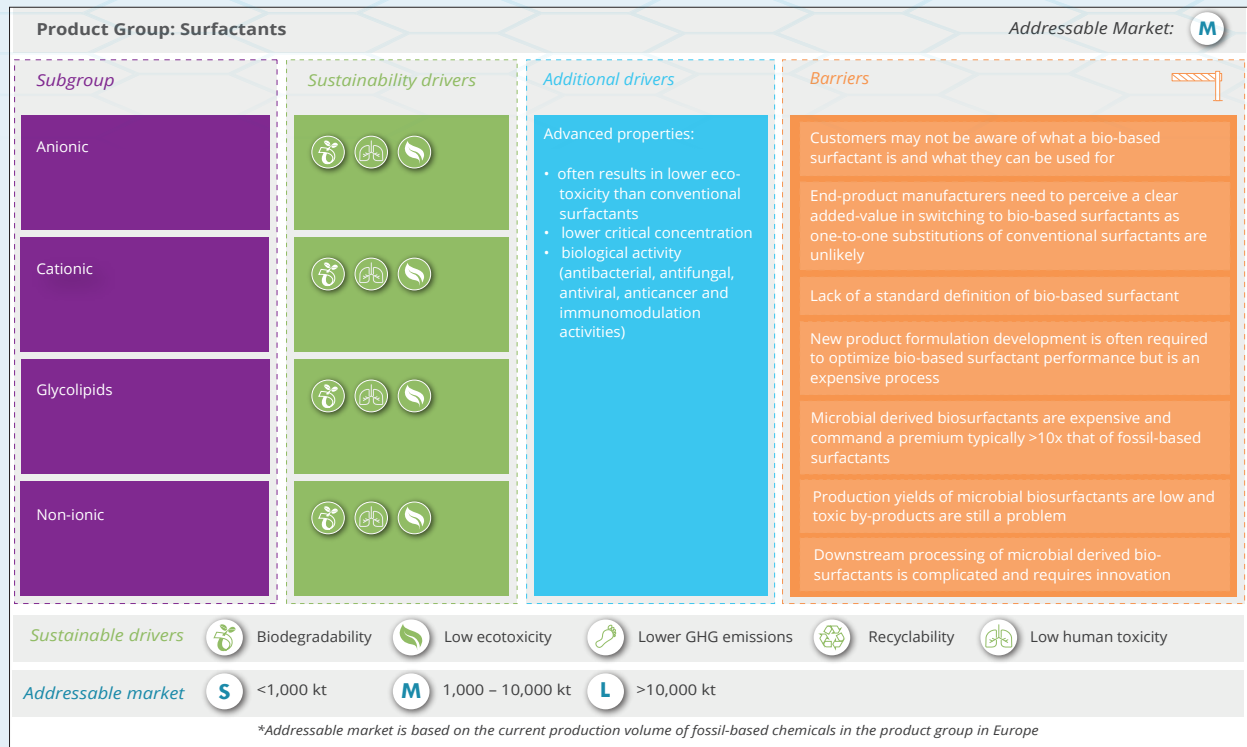 Product Group: Surfactants
Addressable Market:
M
Subgroup
Sustainability drivers
Additional drivers
Barriers
Anionic
Cationic
Glycolipids
Non-ionic
Advanced properties:
• often results in lower eco-
toxicity than conventional
surfactants
• lower critical concentration
• biological activity
(antibacterial, antifungal,
antiviral, anticancer and
immunomodulation
activities)
Customers may not be aware of what a bio-based
surfactant is and what they can be used for
End-product manufacturers need to perceive a clear
added-value in switching to bio-based surfactants as
one-to-one substitutions of conventional surfactants are
unlikely
Lack of a standard definition of bio-based surfactant
New product formulation development is often required
to optimize bio-based surfactant performance but is an
expensive process
Microbial derived biosurfactants are expensive and
command a premium typically >10x that of fossil-based
surfactants
Production yields of microbial biosurfactants are low and
toxic by-products are still a problem
Downstream processing of microbial derived bio-
surfactants is complicated and requires innovation
Sustainable drivers
Biodegradability
Low ecotoxicity
Lower GHG emissions
Recyclability
Low human toxicity
Addressable market
S
<1,000 kt
M
1,000 – 10,000 kt
L
>10,000 kt
*Addressable market is based on the current production volume of fossil-based chemicals in the product group in Europe